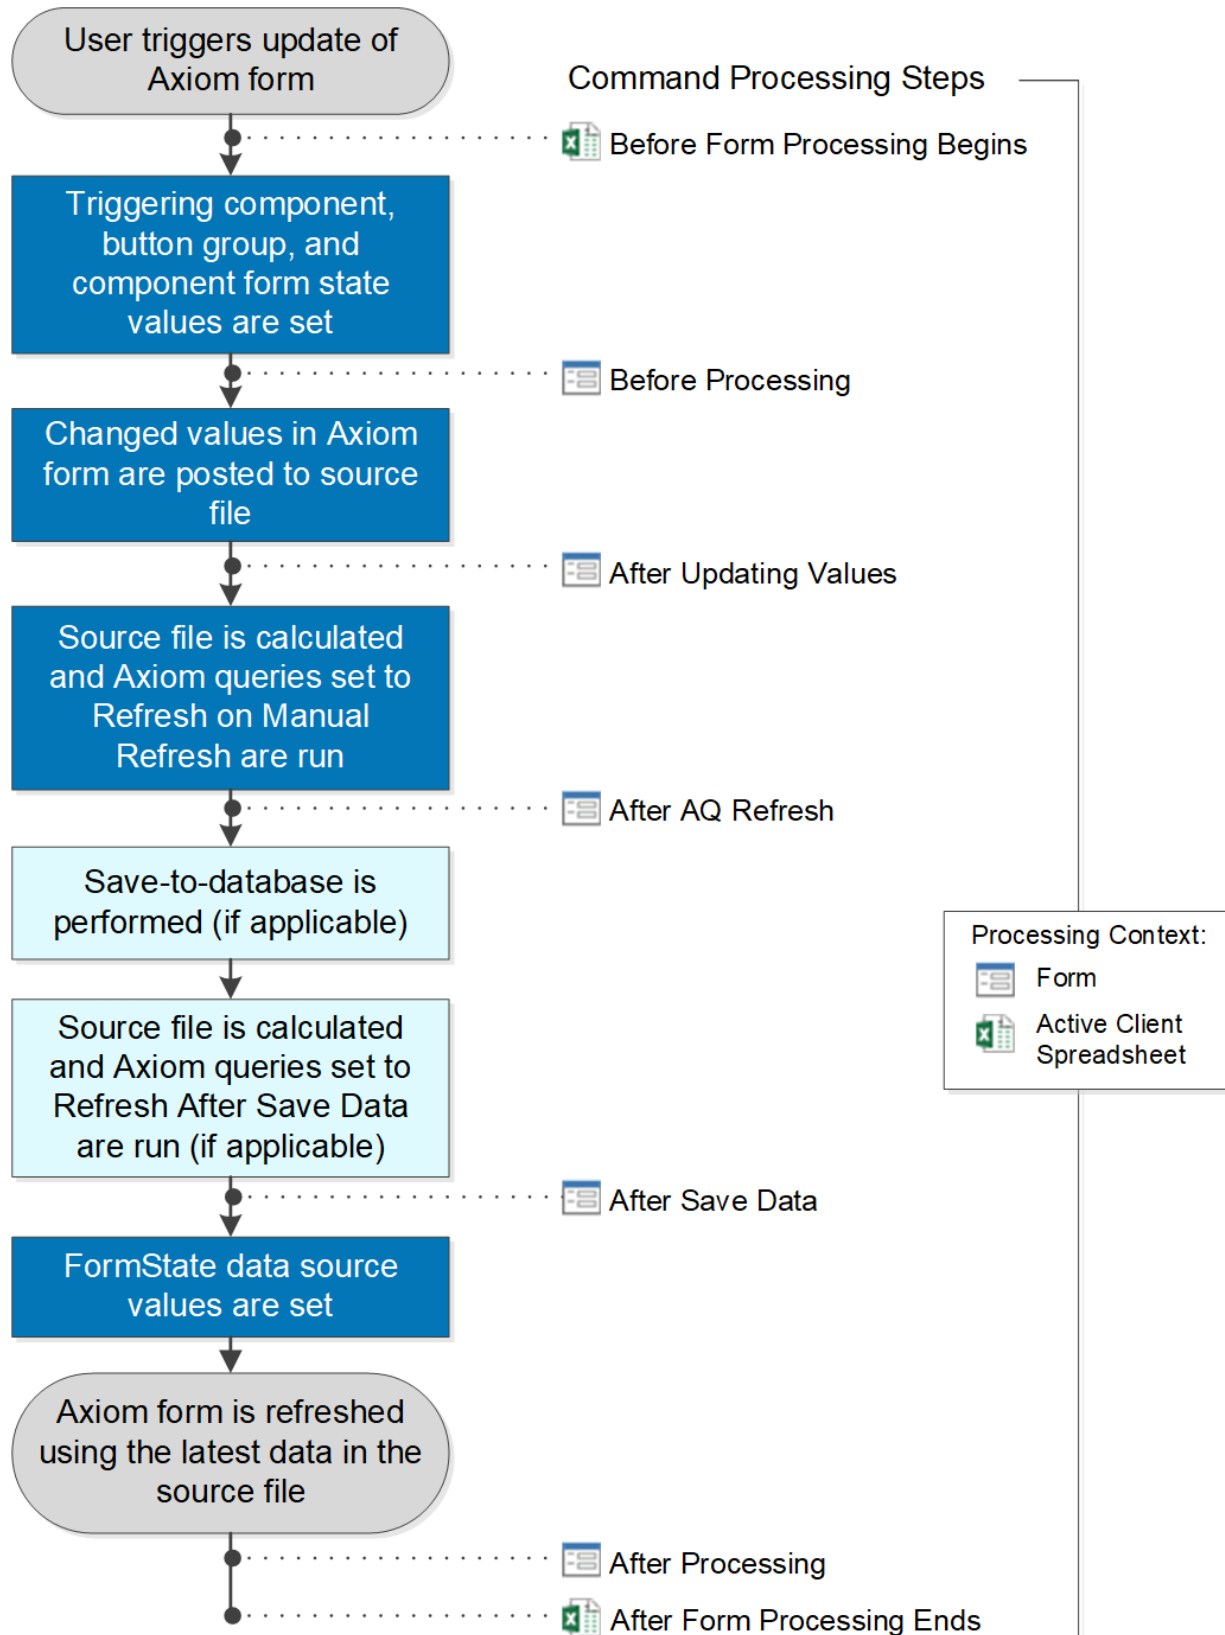 User triggers update of
Axiom form
Command Processing Steps
Before Form Processing Begins
Triggering component,
button group, and
component form state
values are set
Before Processing
Changed values in Axiom
form are posted to source
file
After Updating Values
Source file is calculated
and Axiom queries set to
Refresh on Manual
Refresh are run
After AQ Refresh
Save-to-database is
performed (if applicable)
Processing Context:
Form
Active Client
Spreadsheet
Source file is calculated
and Axiom queries set to
Refresh After Save Data
are run (if applicable)
After Save Data
FormState data source
values are set
Axiom form is refreshed
using the latest data in the
source file
After Processing
After Form Processing Ends